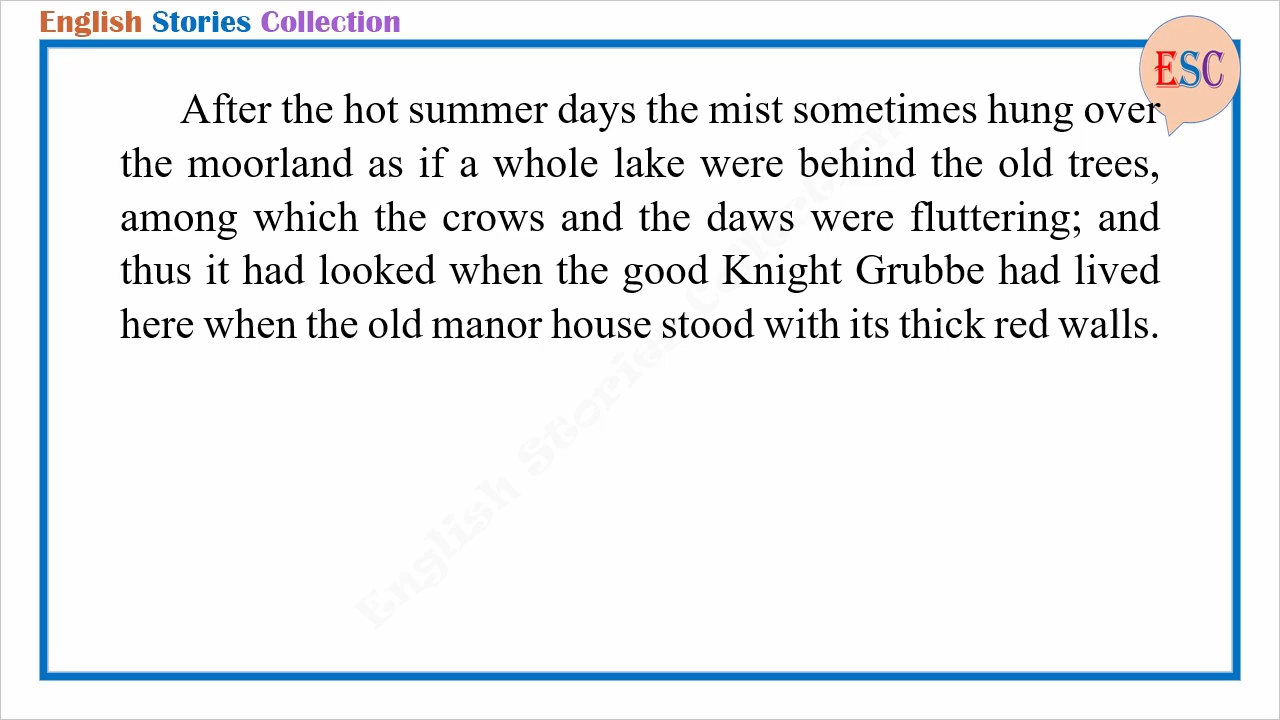 English Stories Collection
ESC
After the hot summer days the mist sometimes hung over
the moorland as if a whole lake were behind the old trees,
among which the crows and the daws were fluttering; and
thus it had looked when the good Knight Grubbe had lived
here when the old manor house stood with its thick red walls.
English Stories Collection